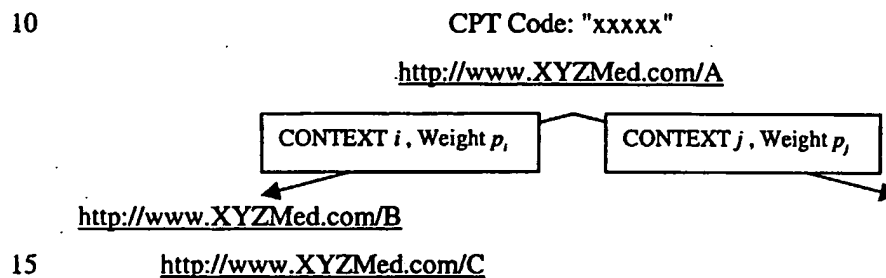 10 CPT Code: "xxxxx"
http://www.XYZMed.com/A
CONTEXT i, Weight pᵢ CONTEXT j, Weight pⱼ
http://www.XYZMed.com/B
15 http://www.XYZMed.com/C